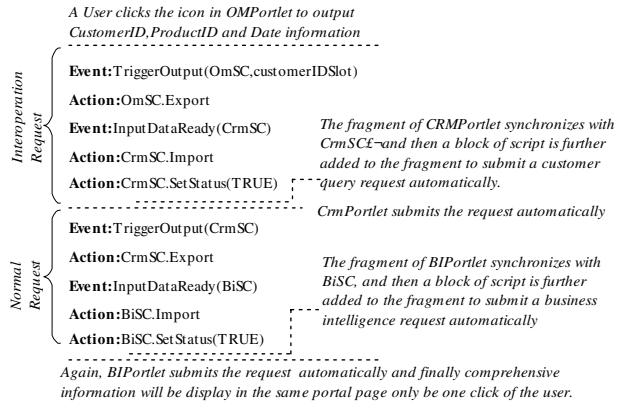 A User clicks the icon in OMPortlet to output
CustomerID,ProductID and Date information
Interoperation
Request
Event:TriggerOutput(OmSC,customerIDSlot)
Action:OmSC.Export
Event:InputDataReady(CrmSC)
Action:CrmSC.Import
Action:CrmSC.SetStatus(TRUE)
The fragment of CRMPortlet synchronizes with
CrmSC£¬and then a block of script is further
added to the fragment to submit a customer
query request automatically.
CrmPortlet submits the request automatically
Normal
Request
Event:TriggerOutput(CrmSC)
Action:CrmSC.Export
Event:InputDataReady(BiSC)
Action:BiSC.Import
Action:BiSC.SetStatus(TRUE)
The fragment of BIPortlet synchronizes with
BiSC, and then a block of script is further
added to the fragment to submit a business
intelligence request automatically
Again, BIPortlet submits the request automatically and finally comprehensive
information will be display in the same portal page only be one click of the user.